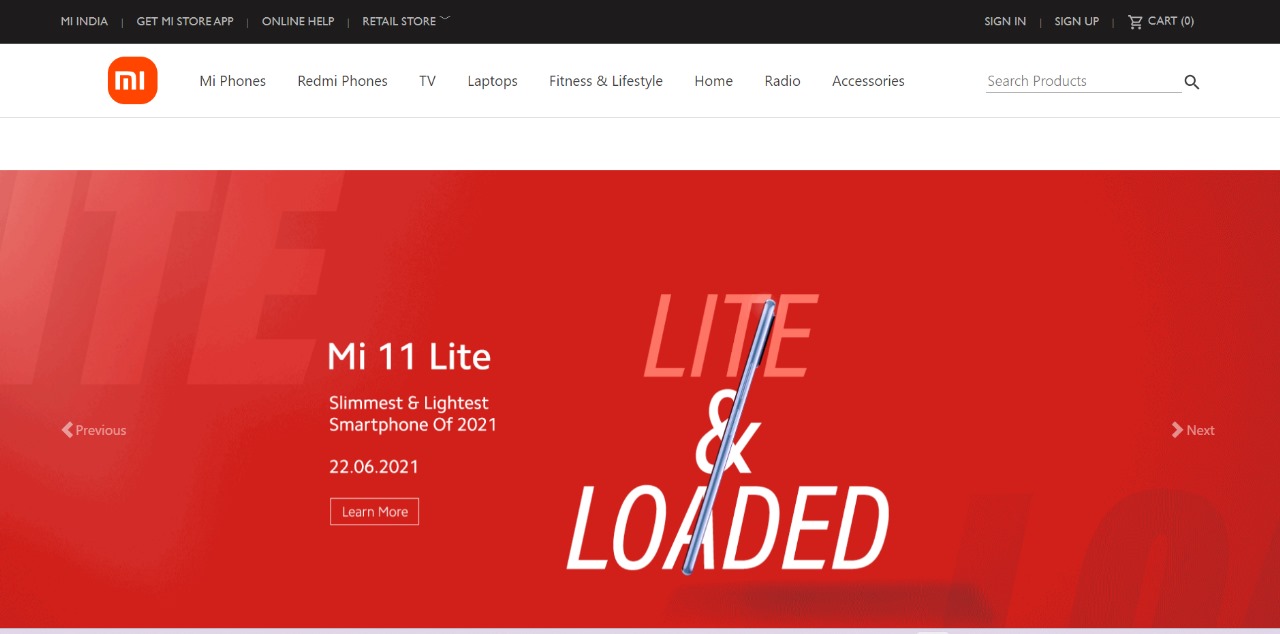 MI INDIA | GET MI STORE APP | ONLINE HELP | RETAIL STORE SIGN IN | SIGN UP | CART (0)
mi Mi Phones Redmi Phones TV Laptops Fitness & Lifestyle Home Radio Accessories Search Products
LITE
LITE
&
LOADED
Mi 11 Lite
Slimmest & Lightest
Smartphone Of 2021
22.06.2021
Learn More
Previous
Next
LO